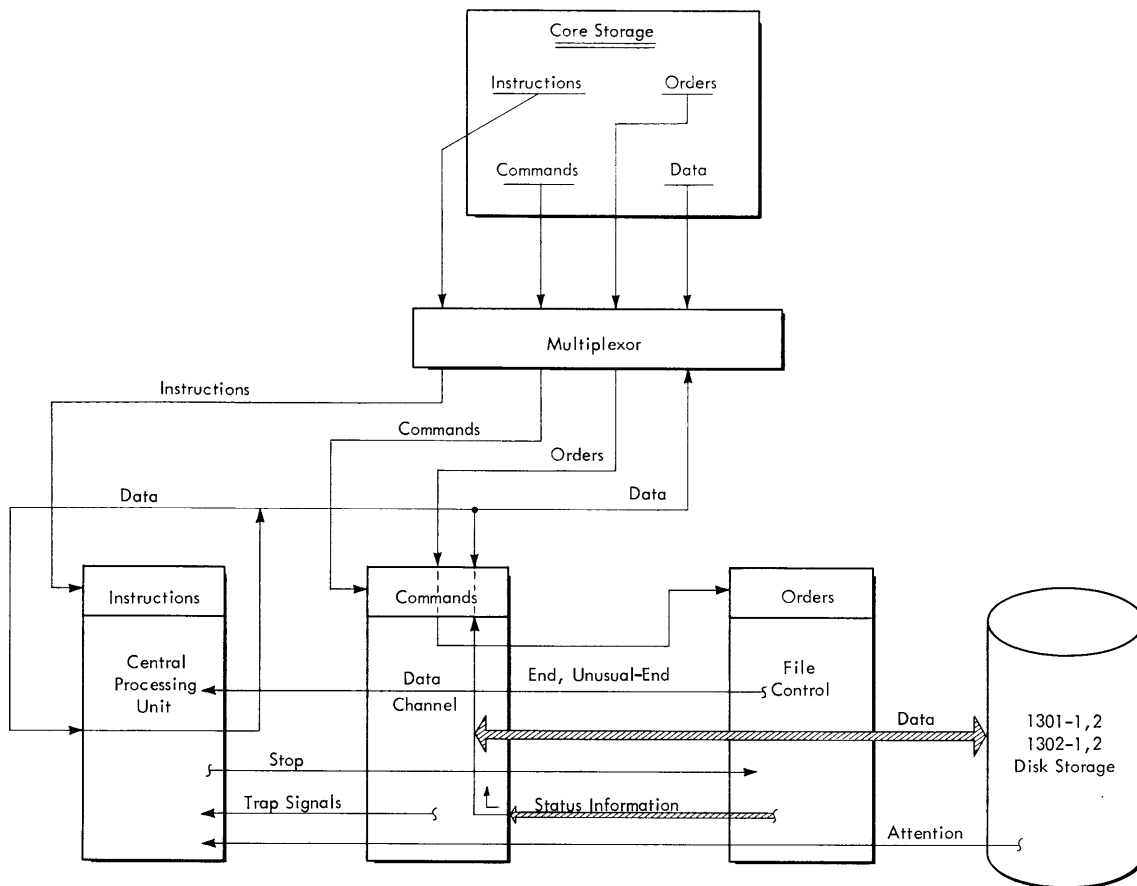 Core Storage
Instructions
Orders
Commands
Data
Multiplexor
Instructions
Commands
Orders
Data
Data
Instructions
Commands
Orders
Central
Processing
Unit
Data
Channel
End, Unusual-End
File
Control
Data
1301-1,2
1302-1,2
Disk Storage
Stop
Trap Signals
Status Information
Attention